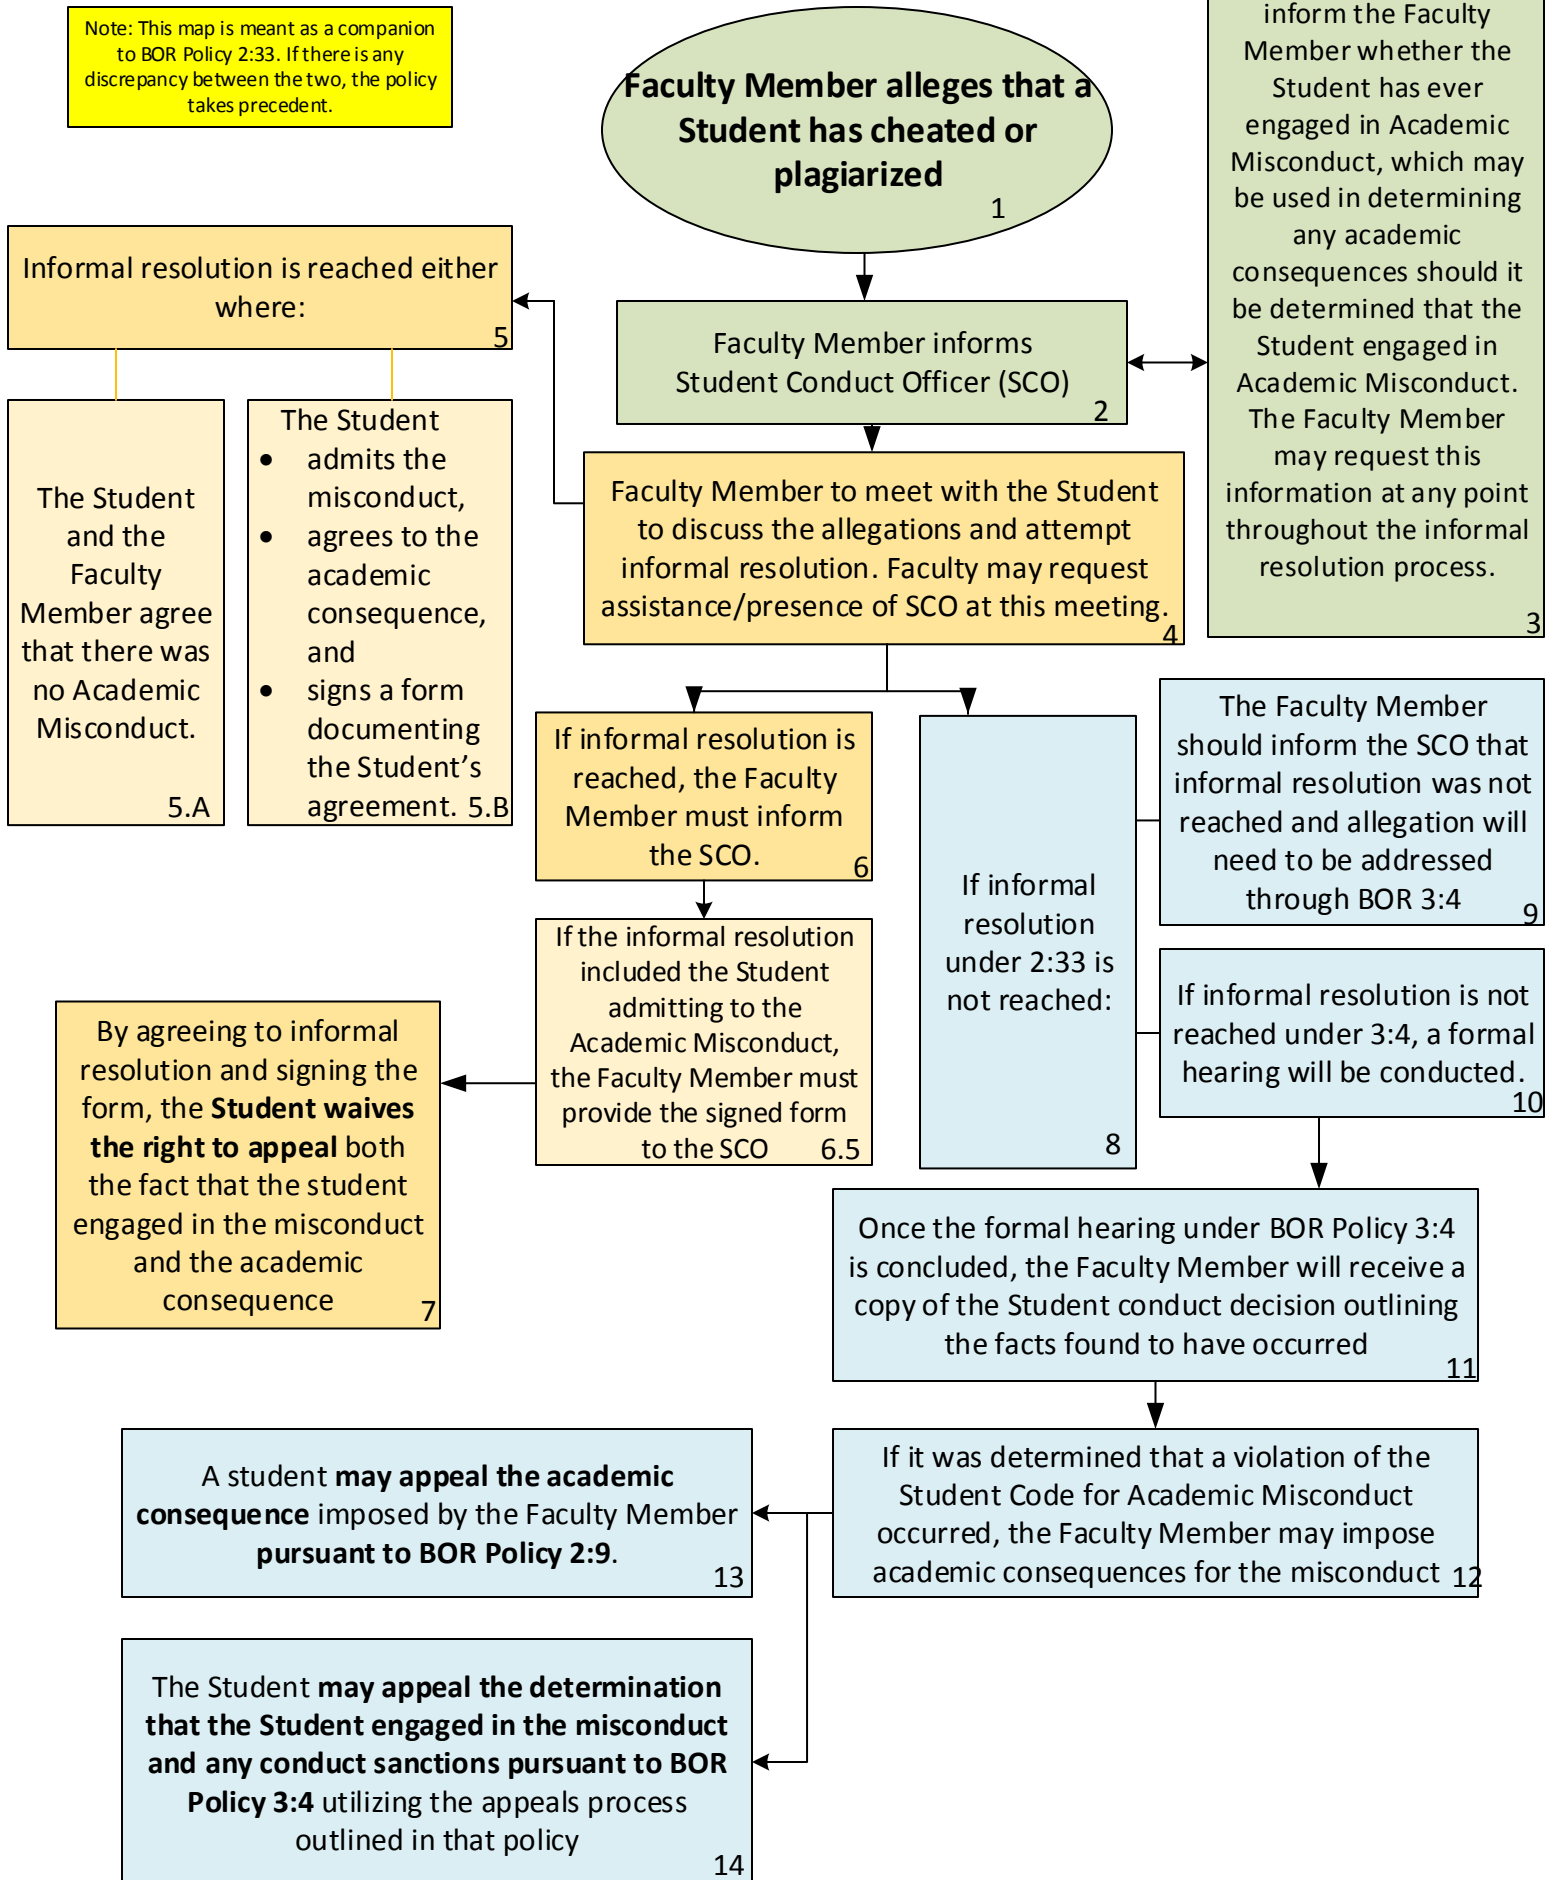 Note: This map is meant as a companion
to BOR Policy 2:33. If there is any
discrepancy between the two, the policy
takes precedent.
Faculty Member alleges that a
Student has cheated or
plagiarized
1
inform the Faculty
Member whether the
Student has ever
engaged in Academic
Misconduct, which may
be used in determining
any academic
consequences should it
be determined that the
Student engaged in
Academic Misconduct.
The Faculty Member
may request this
information at any point
throughout the informal
resolution process.
3
Faculty Member informs
Student Conduct Officer (SCO)
2
Faculty Member to meet with the Student
to discuss the allegations and attempt
informal resolution. Faculty may request
assistance/presence of SCO at this meeting.
4
Informal resolution is reached either
where:
5
The Student
and the
Faculty
Member agree
that there was
no Academic
Misconduct.
5.A
The Student
• admits the
misconduct,
• agrees to the
academic
consequence,
and
• signs a form
documenting
the Student’s
agreement.
5.B
If informal resolution is
reached, the Faculty
Member must inform
the SCO.
6
If the informal resolution
included the Student
admitting to the
Academic Misconduct,
the Faculty Member must
provide the signed form
to the SCO
6.5
By agreeing to informal
resolution and signing the
form, the Student waives
the right to appeal both
the fact that the student
engaged in the misconduct
and the academic
consequence
7
If informal
resolution
under 2:33 is
not reached:
8
The Faculty Member
should inform the SCO that
informal resolution was not
reached and allegation will
need to be addressed
through BOR 3:4
9
If informal resolution is not
reached under 3:4, a formal
hearing will be conducted.
10
Once the formal hearing under BOR Policy 3:4
is concluded, the Faculty Member will receive a
copy of the Student conduct decision outlining
the facts found to have occurred
11
If it was determined that a violation of the
Student Code for Academic Misconduct
occurred, the Faculty Member may impose
academic consequences for the misconduct
12
A student may appeal the academic
consequence imposed by the Faculty Member
pursuant to BOR Policy 2:9.
13
The Student may appeal the determination
that the Student engaged in the misconduct
and any conduct sanctions pursuant to BOR
Policy 3:4 utilizing the appeals process
outlined in that policy
14